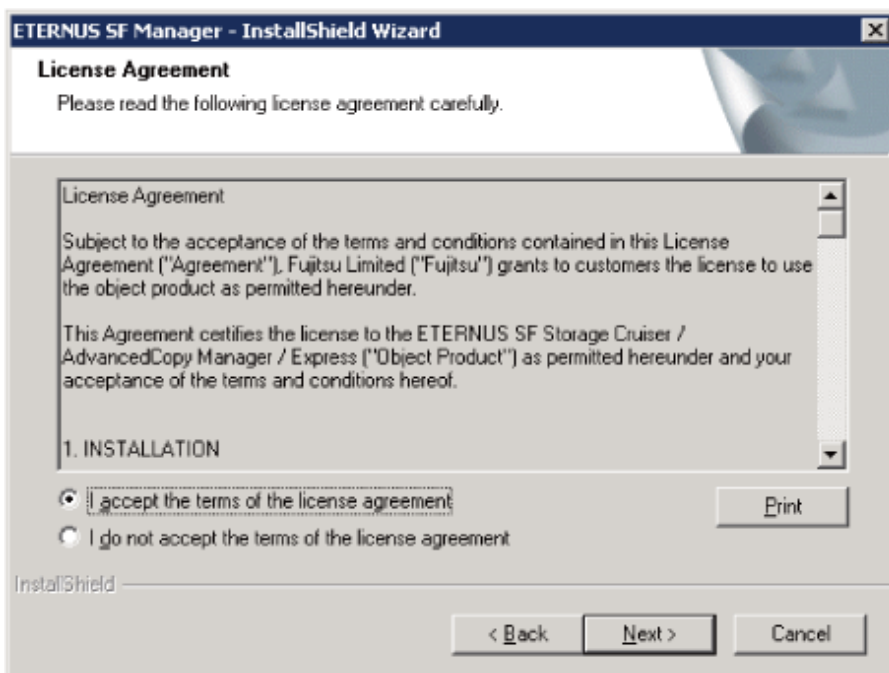 ETERNUS SF Manager - InstallShield Wizard
License Agreement
Please read the following license agreement carefully.
License Agreement
Subject to the acceptance of the terms and conditions contained in this License
Agreement ("Agreement"), Fujitsu Limited ("Fujitsu") grants to customers the license to use
the object product as permitted hereunder.
This Agreement certifies the license to the ETERNUS SF Storage Cruiser /
AdvancedCopy Manager / Express ("Object Product") as permitted hereunder and your
acceptance of the terms and conditions hereof.
1. INSTALLATION
I accept the terms of the license agreement
Print
I do not accept the terms of the license agreement
InstallShield
< Back
Next >
Cancel